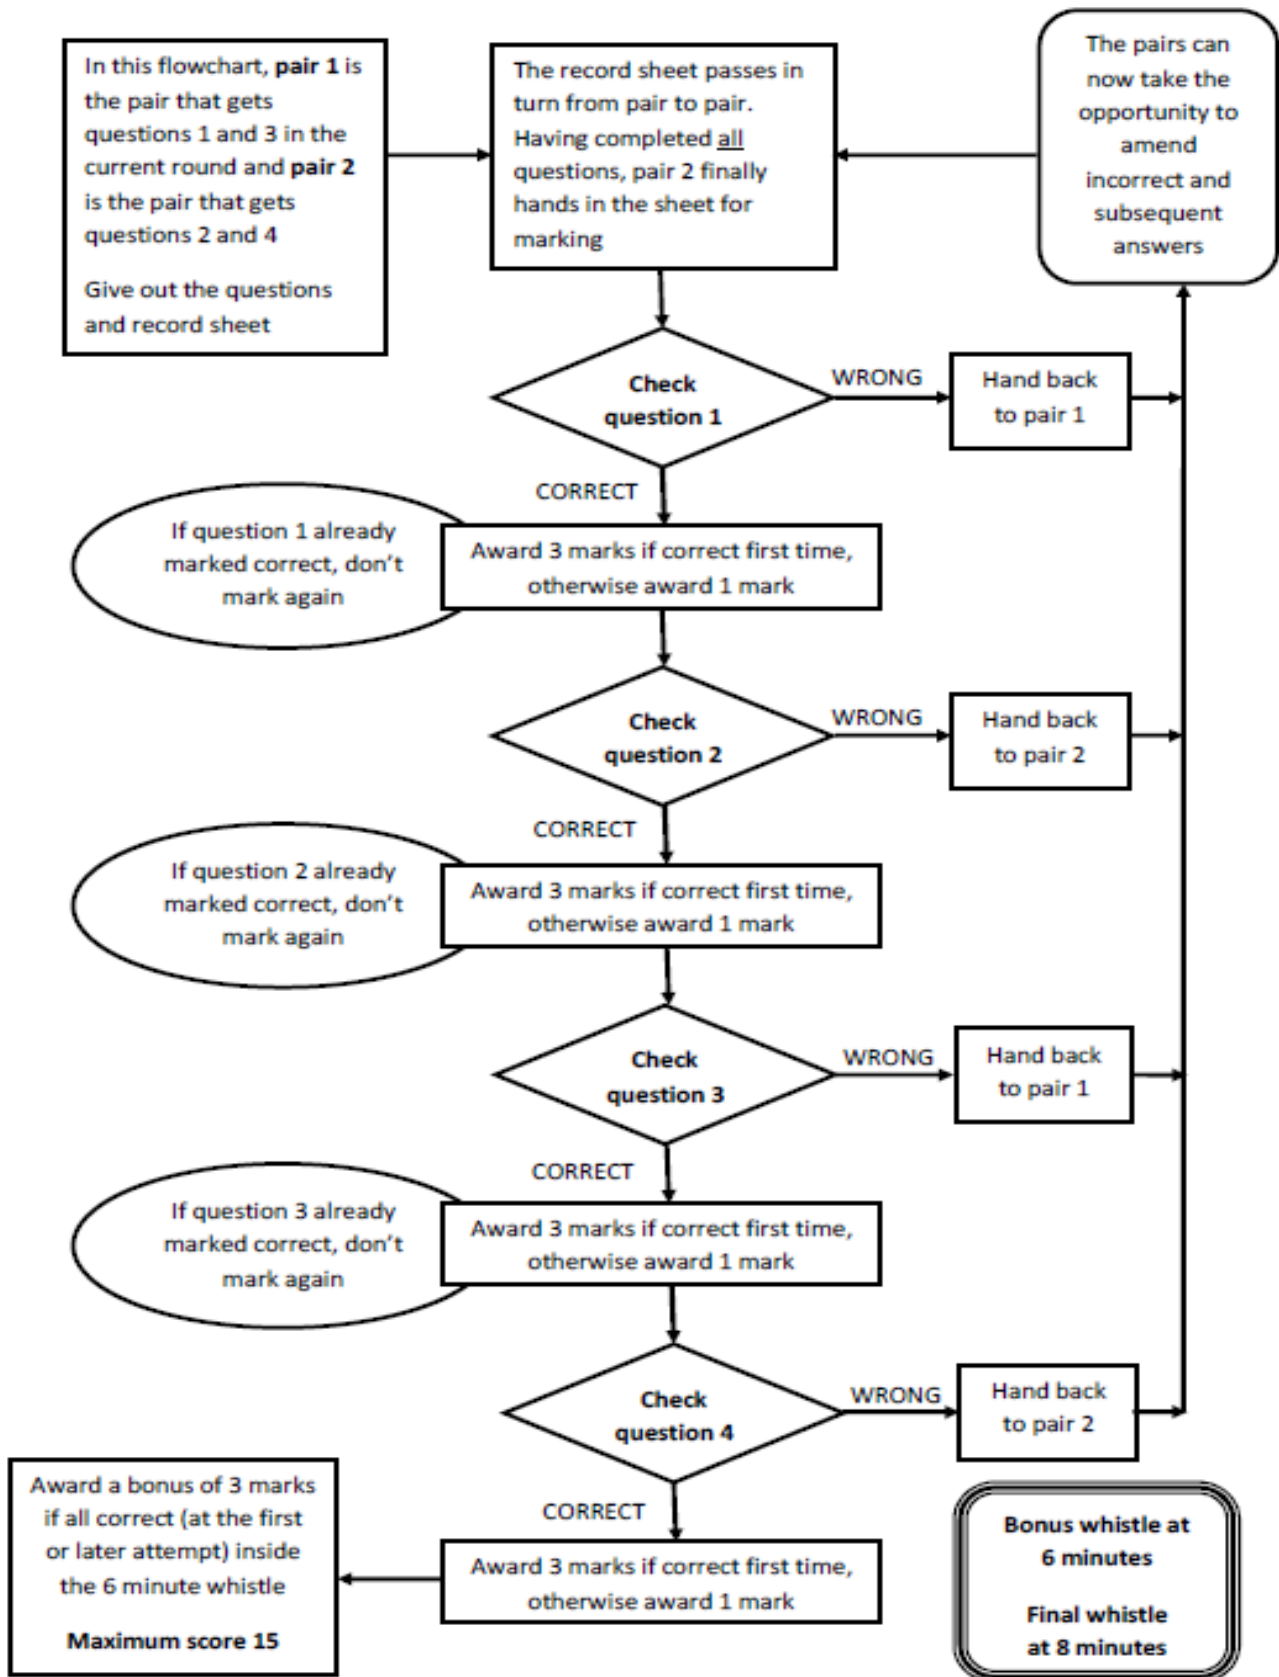 In this flowchart, pair 1 is
the pair that gets
questions 1 and 3 in the
current round and pair 2
is the pair that gets
questions 2 and 4
Give out the questions
and record sheet
The record sheet passes in
turn from pair to pair.
Having completed all
questions, pair 2 finally
hands in the sheet for
marking
The pairs can
now take the
opportunity to
amend
incorrect and
subsequent
answers
Check
question 1
WRONG
Hand back
to pair 1
CORRECT
If question 1 already
marked correct, don't
mark again
Award 3 marks if correct first time,
otherwise award 1 mark
Check
question 2
WRONG
Hand back
to pair 2
CORRECT
If question 2 already
marked correct, don't
mark again
Award 3 marks if correct first time,
otherwise award 1 mark
Check
question 3
WRONG
Hand back
to pair 1
CORRECT
If question 3 already
marked correct, don't
mark again
Award 3 marks if correct first time,
otherwise award 1 mark
Check
question 4
WRONG
Hand back
to pair 2
CORRECT
Award 3 marks if correct first time,
otherwise award 1 mark
Award a bonus of 3 marks
if all correct (at the first
or later attempt) inside
the 6 minute whistle
Maximum score 15
Bonus whistle at
6 minutes
Final whistle
at 8 minutes